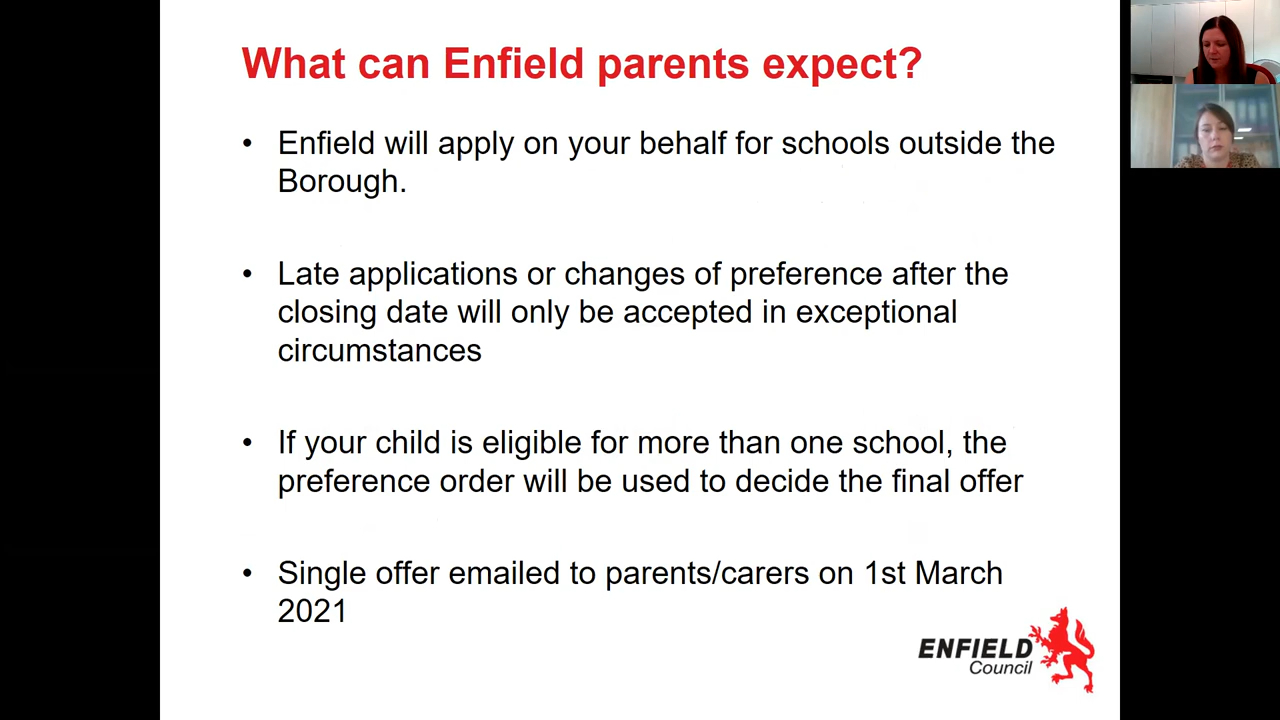 What can Enfield parents expect?
• Enfield will apply on your behalf for schools outside the
Borough.
• Late applications or changes of preference after the
closing date will only be accepted in exceptional
circumstances
• If your child is eligible for more than one school, the
preference order will be used to decide the final offer
• Single offer emailed to parents/carers on 1st March
2021
ENFIELD
Council